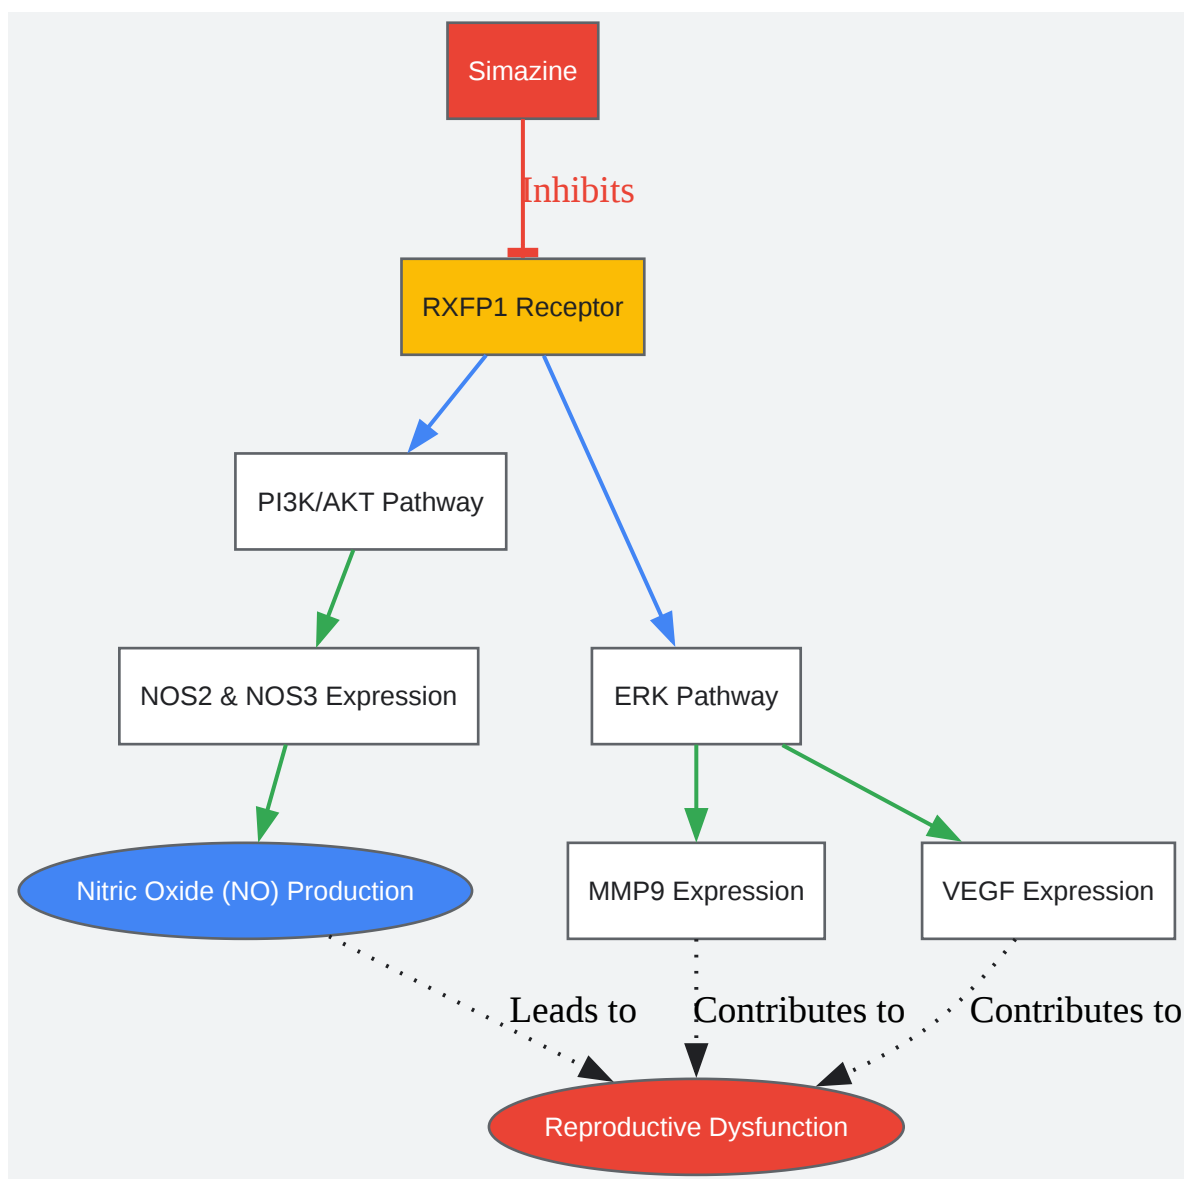 Simazine
Inhibits
RXFP1 Receptor
PI3K/AKT Pathway
NOS2 & NOS3 Expression
ERK Pathway
Nitric Oxide (NO) Production
MMP9 Expression
VEGF Expression
Leads to
Contributes to
Contributes to
Reproductive Dysfunction